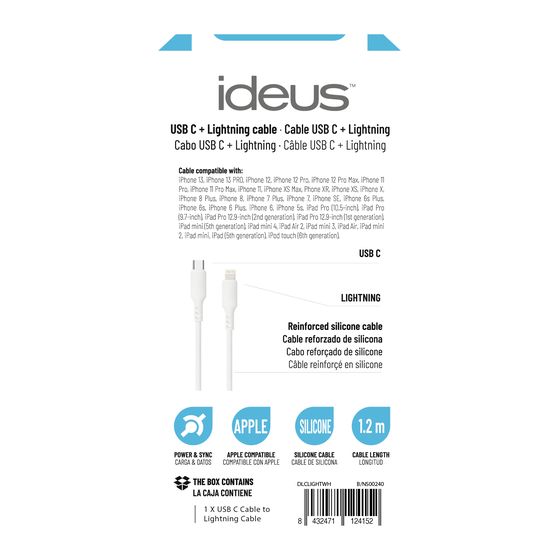 ideus™
USB C + Lightning cable · Cable USB C + Lightning
Cabo USB C + Lightning · Câble USB C + Lightning
Cable compatible with:
iPhone 13, iPhone 13 PRO, iPhone 12, iPhone 12 Pro, iPhone 12 Pro Max, iPhone 11
Pro, iPhone 11 Pro Max, iPhone 11, iPhone XS Max, Phone XR, iPhone XS, iPhone X,
iPhone 8 Plus, iPhone 8, iPhone 7 Plus, iPhone 7, iPhone SE, iPhone 6s Plus,
iPhone 6s, iPhone 6 Plus, iPhone 6, iPhone 5s. iPad Pro (10.5-inch), iPad Pro
(9.7-inch), iPad Pro 12.9-inch (2nd generation), iPad Pro 12.9-inch (1st generation),
iPad mini (5th generation), iPad mini 4, iPad Air 2, iPad mini 3, iPad Air, iPad mini
2, iPad mini, iPad (5th generation), iPod touch (6th generation).
USB C
LIGHTNING
Reinforced silicone cable
Cable reforzado de silicona
Cabo reforçado de silicone
Câble reinforcé en silicone
APPLE
SILICONE
1.2 m
POWER & SYNC
CARGA & DATOS
APPLE COMPATIBLE
COMPATIBLE CON APPLE
SILICONE CABLE
CABLE DE SILICONA
CABLE LENGTH
LONGITUD
THE BOX CONTAINS
LA CAJA CONTIENE
1 X USB C Cable to
Lightning Cable
DLCLIGHTWH
B/NS00240
8 432471 124152